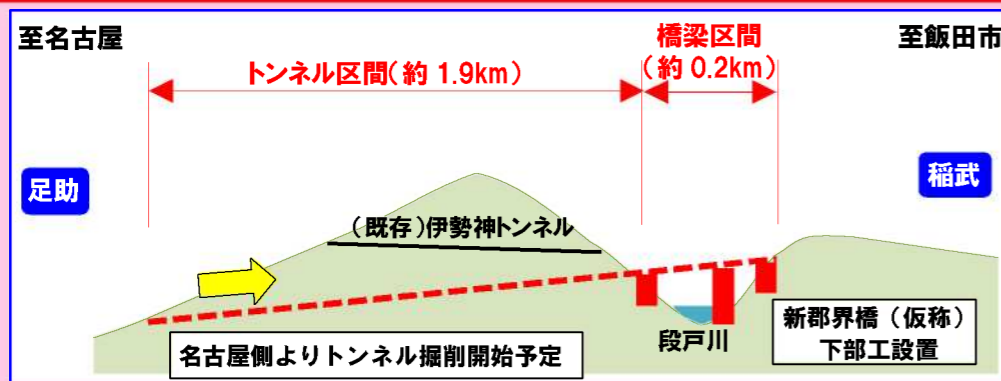 至名古屋
橋梁区間
(約 0.2km)
至飯田市
トンネル区間(約 1.9km)
足助
稲武
(既存)伊勢神トンネル
段戸川
新郡界橋(仮称)
下部工設置
名古屋側よりトンネル掘削開始予定